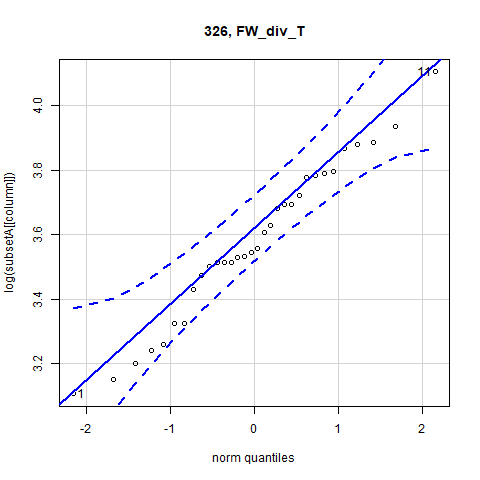 326, FW_div_T
log(subsetA[[column]])
4.0
3.8
3.6
3.4
3.2
11
1
-2 -1 0 1 2
norm quantiles